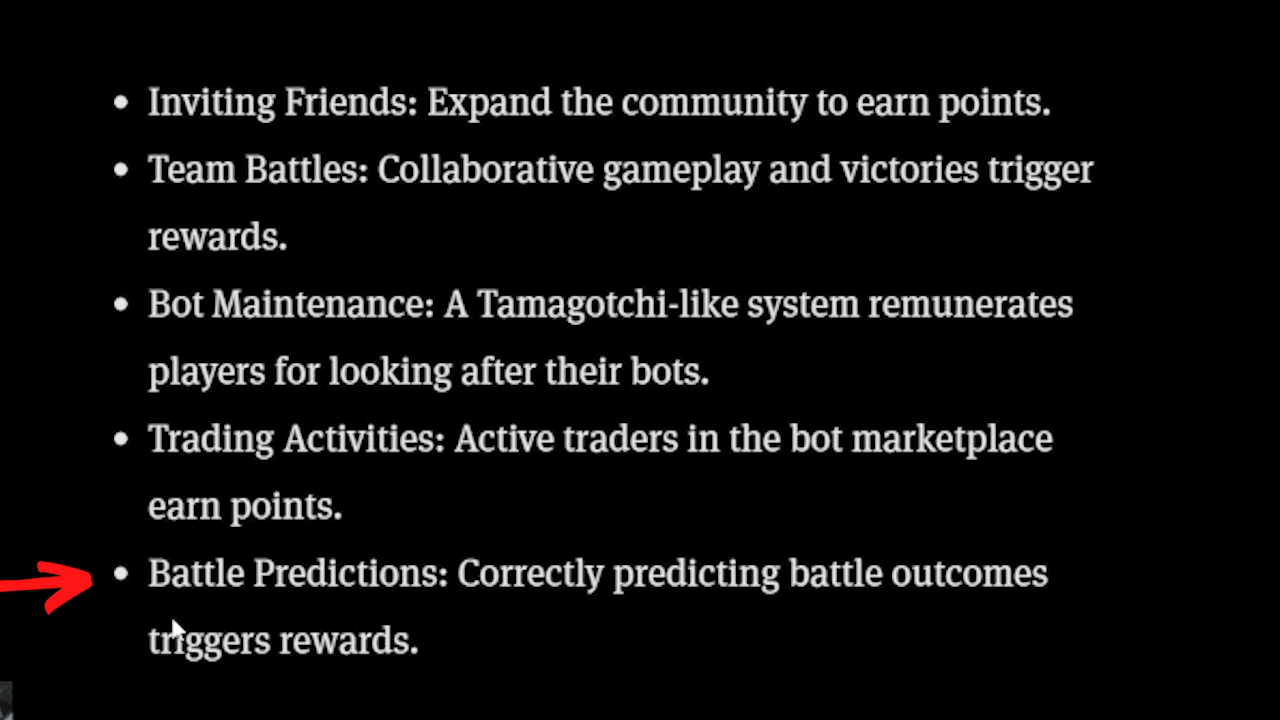 • Inviting Friends: Expand the community to earn points.
• Team Battles: Collaborative gameplay and victories trigger
rewards.
• Bot Maintenance: A Tamagotchi-like system remunerates
players for looking after their bots.
• Trading Activities: Active traders in the bot marketplace
earn points.
• Battle Predictions: Correctly predicting battle outcomes
triggers rewards.